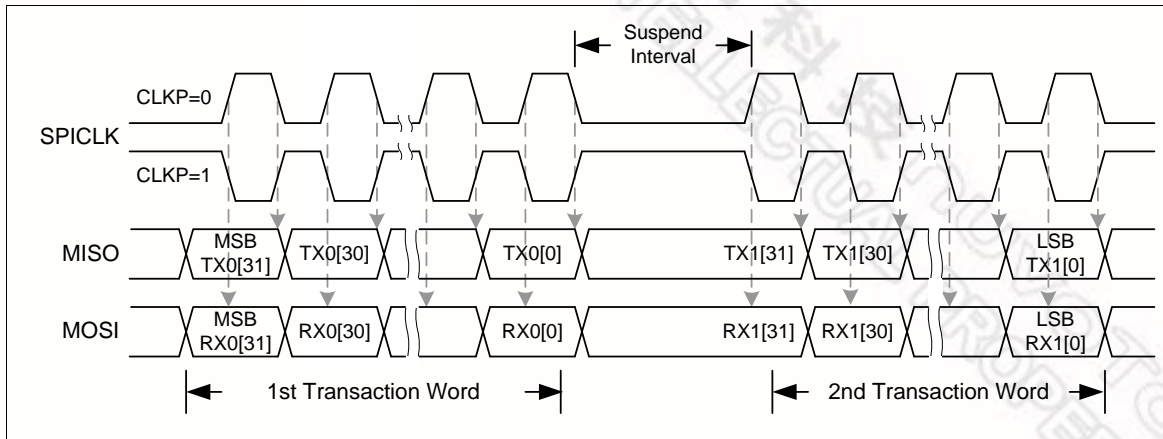 Suspend
Interval
CLKP=0
SPICLK
CLKP=1
MISO
MSB
TX0[31]
TX0[30]
TX0[0]
TX1[31]
TX1[30]
LSB
TX1[0]
MOSI
MSB
RX0[31]
RX0[30]
RX0[0]
RX1[31]
RX1[30]
LSB
RX1[0]
1st Transaction Word
2nd Transaction Word